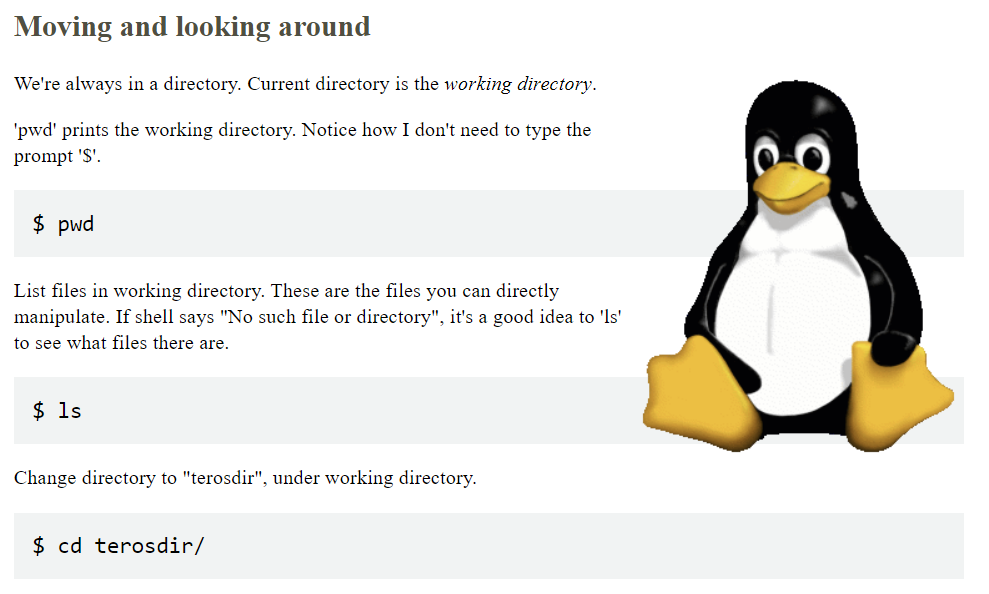 Moving and looking around
We're always in a directory. Current directory is the working directory.
'pwd' prints the working directory. Notice how I don't need to type the
prompt '$'.
$ pwd
List files in working directory. These are the files you can directly
manipulate. If shell says "No such file or directory", it's a good idea to 'ls'
to see what files there are.
$ ls
Change directory to "terosdir", under working directory.
$ cd terosdir/